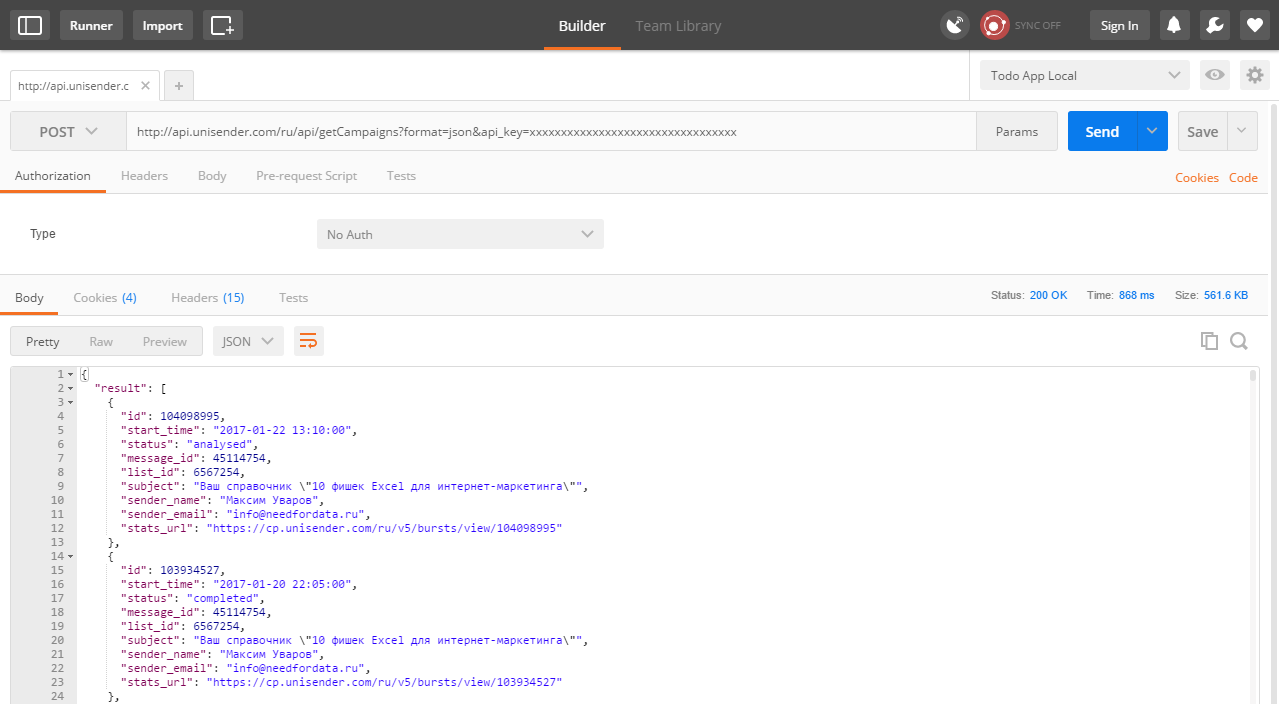 Runner Import Builder Team Library SYNC OFF Sign In
http://api.unisender.c Todo App Local
POST http://api.unisender.com/ru/api/getCampaigns?format=json&api_key=xxxxxxxxxxxxxxxxxxxxxxxxxxxxxxxxx Params Send Save
Authorization Headers Body Pre-request Script Tests Cookies Code
Type No Auth
Body Cookies (4) Headers (15) Tests Status: 200 OK Time: 868 ms Size: 561.6 KB
Pretty Raw Preview JSON
1 {
2 "result": [
3 {
4 "id": 104098995,
5 "start_time": "2017-01-22 13:10:00",
6 "status": "analysed",
7 "message_id": 45114754,
8 "list_id": 6567254,
9 "subject": "Ваш справочник \"10 фишек Excel для интернет-маркетинга\"",
10 "sender_name": "Максим Уваров",
11 "sender_email": "info@needfordata.ru",
12 "stats_url": "https://cp.unisender.com/ru/v5/bursts/view/104098995"
13 },
14 {
15 "id": 103934527,
16 "start_time": "2017-01-20 22:05:00",
17 "status": "completed",
18 "message_id": 45114754,
19 "list_id": 6567254,
20 "subject": "Ваш справочник \"10 фишек Excel для интернет-маркетинга\"",
21 "sender_name": "Максим Уваров",
22 "sender_email": "info@needfordata.ru",
23 "stats_url": "https://cp.unisender.com/ru/v5/bursts/view/103934527"
24 },